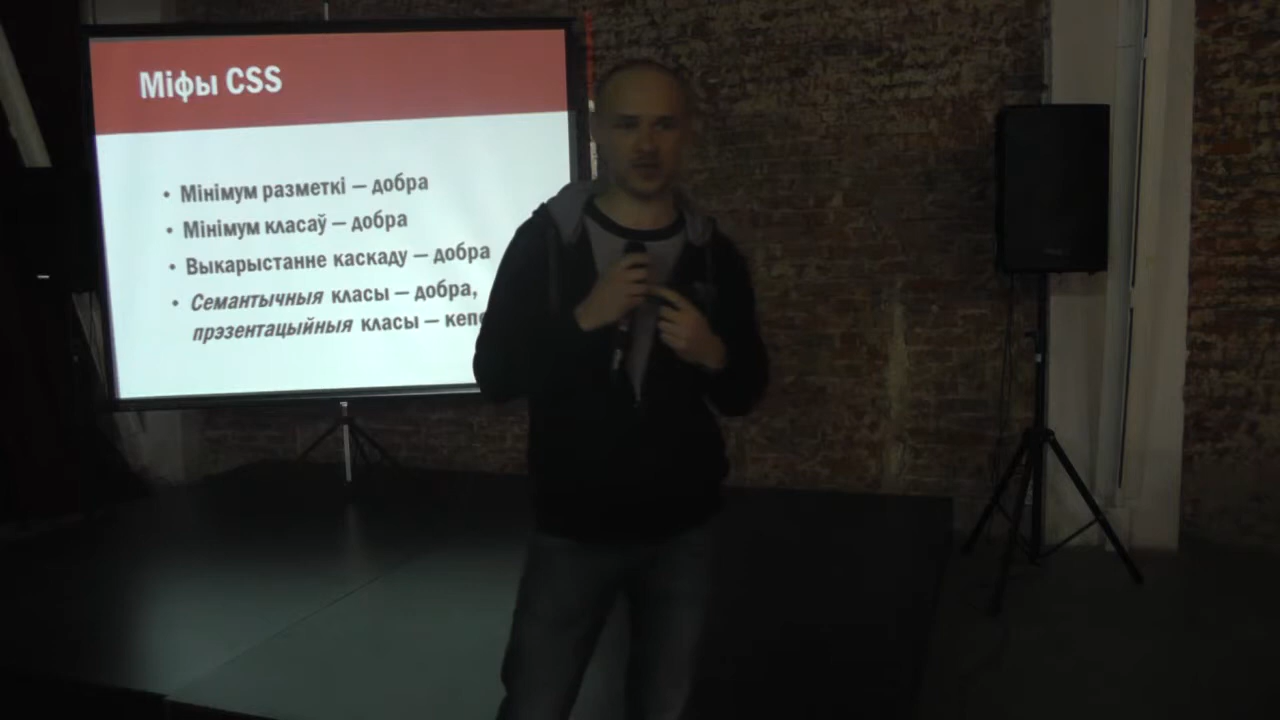 Міфы CSS
• Мінімум разметкі — добра
• Мінімум класаў — добра
• Выкарыстанне каскаду — добра
• Семантычныя класы — добра,
прэзентацыйныя класы —